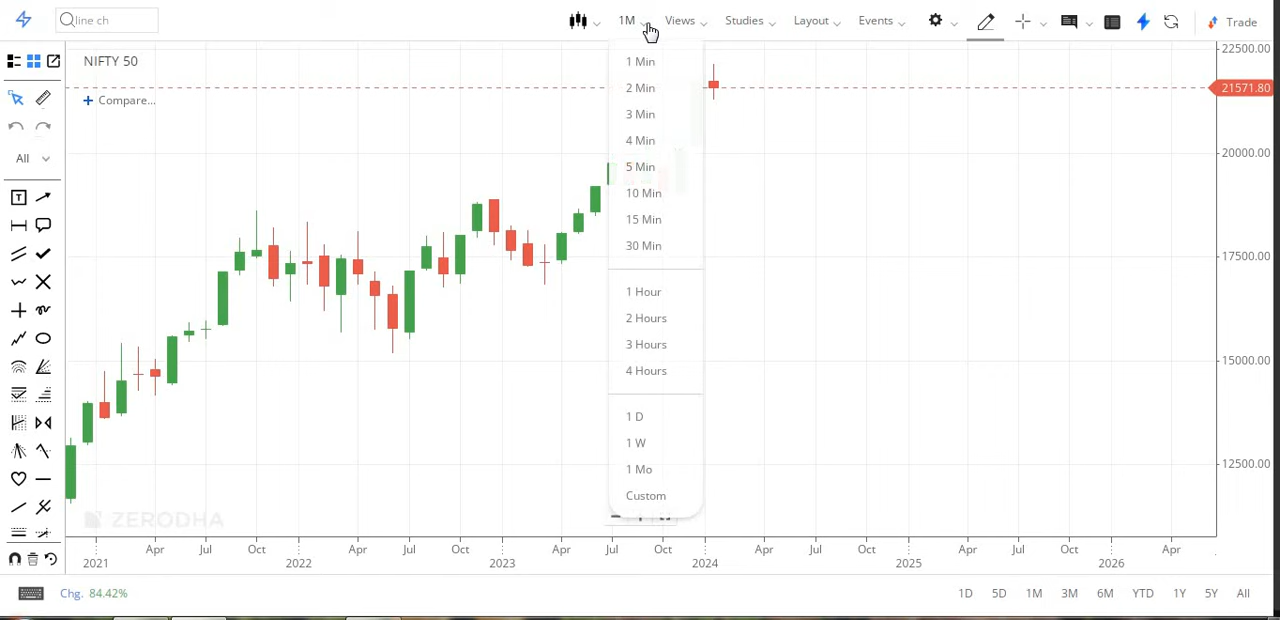 line ch
1M
Views
Studies
Layout
Events
Trade
NIFTY 50
Compare...
All
T
1 Min
2 Min
3 Min
4 Min
5 Min
10 Min
15 Min
30 Min
1 Hour
2 Hours
3 Hours
4 Hours
1 D
1 W
1 Mo
Custom
22500.00
21571.80
20000.00
17500.00
15000.00
12500.00
ZERODHA
Apr Jul Oct Apr Jul Oct Apr Jul Oct Apr Jul Oct Apr Jul Oct Apr
2021 2022 2023 2024 2025 2026
Chg. 84.42%
1D 5D 1M 3M 6M YTD 1Y 5Y All